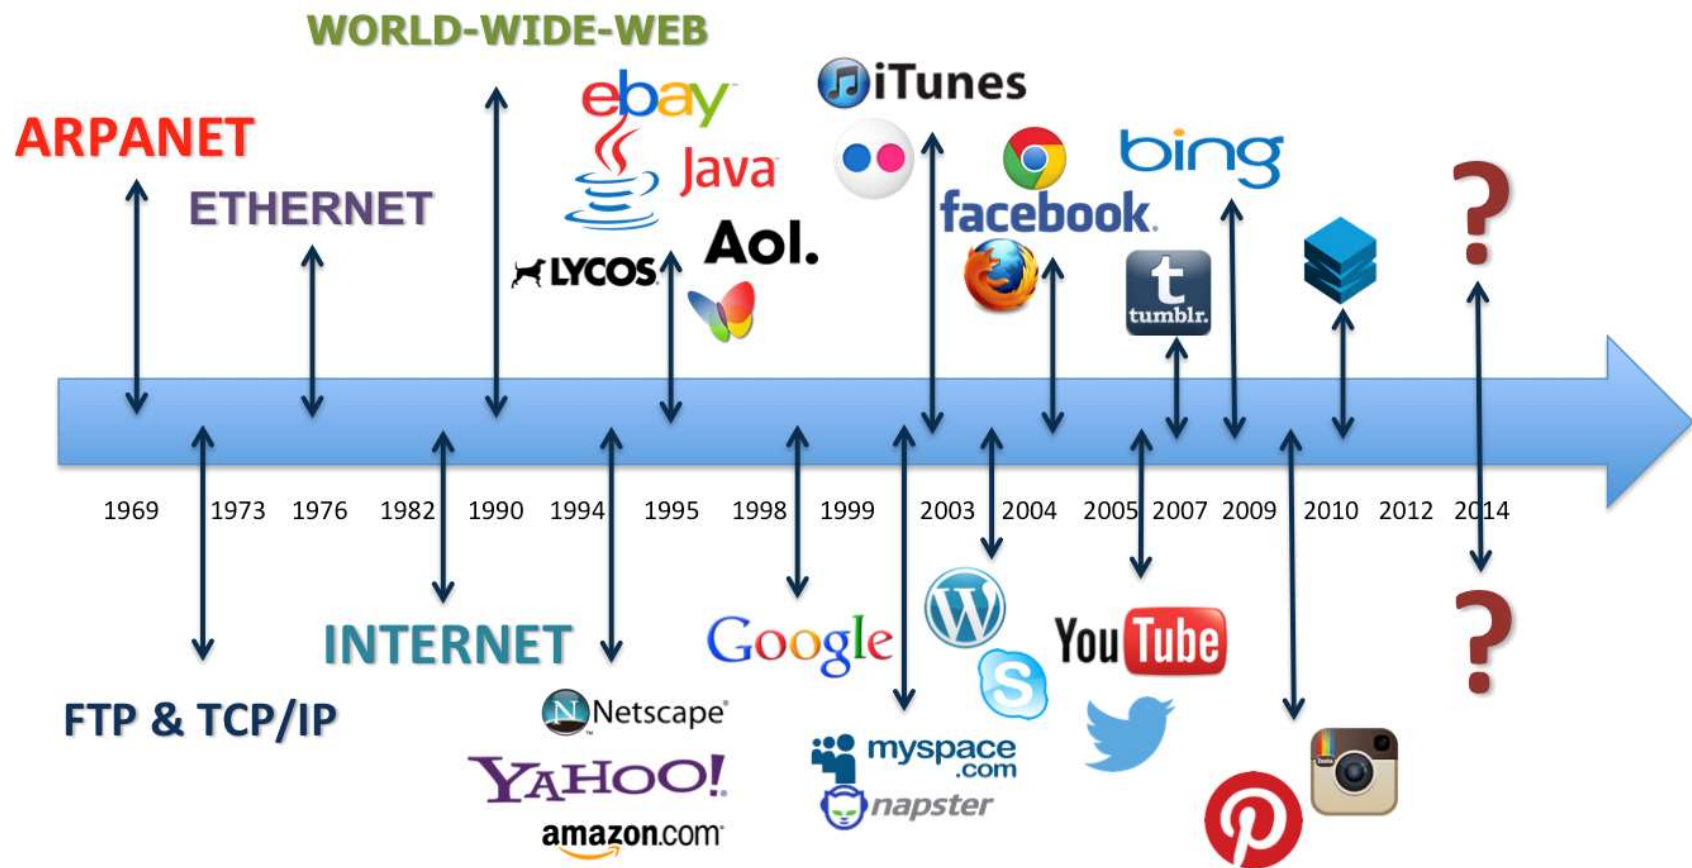 WORLD-WIDE-WEB
ebay
iTunes
ARPANET
Java
bing
ETHERNET
facebook.
LYCOS
Aol.
t
tumblr.
?
1969 1973 1976 1982 1990 1994 1995 1998 1999 2003 2004 2005 2007 2009 2010 2012 2014
INTERNET
Google
W
S
YouTube
?
FTP & TCP/IP
N Netscape®
YAHOO!
amazon.com
myspace
.com
napster
P